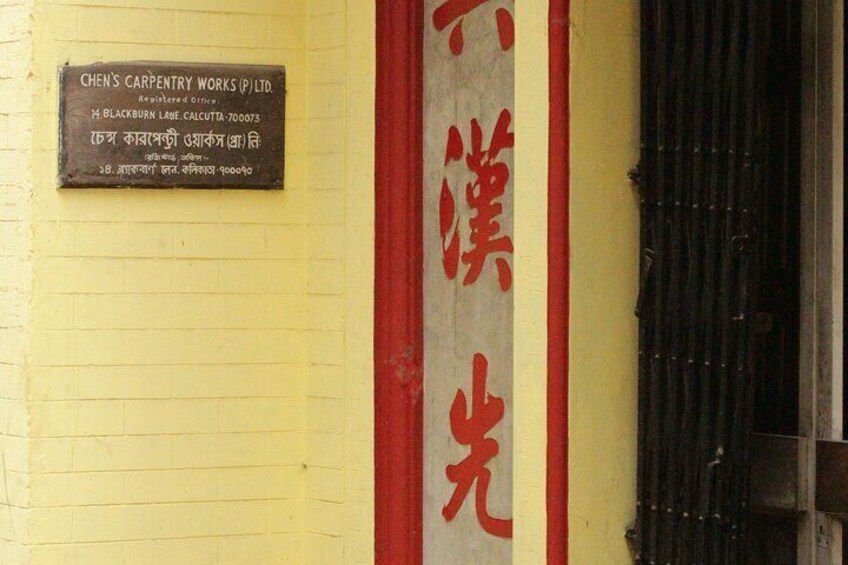 CHEN'S CARPENTRY WORKS (P) LTD.
Registered Office:
14, BLACKBURN LANE, CALCUTTA-700073
চেন্স কারপেন্ট্রী ওয়ার্কস (প্রাঃ) লিঃ
রেজিস্টার্ড অফিস :-
১৪, ব্ল্যাকবার্ণ লেন, কলিকাতা-৭০০০৭৩
漢
先